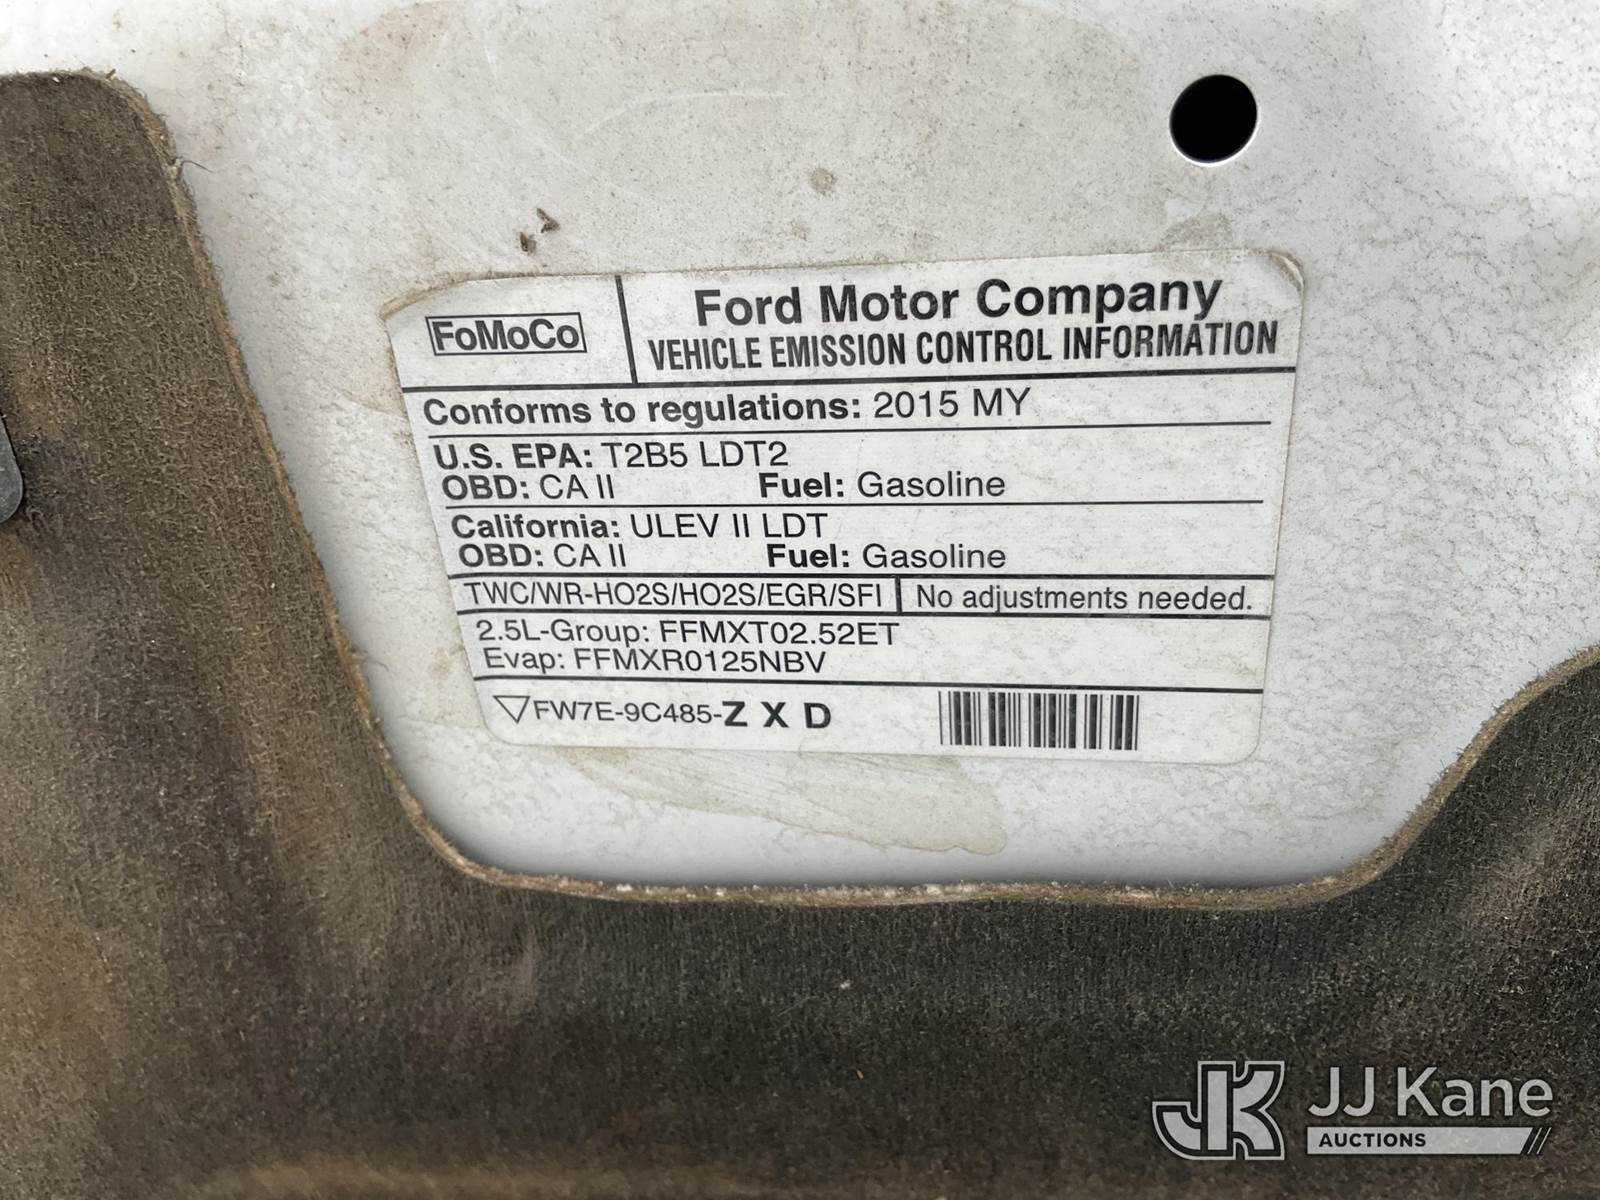 FoMoCo
Ford Motor Company
VEHICLE EMISSION CONTROL INFORMATION
Conforms to regulations: 2015 MY
U.S. EPA: T2B5 LDT2
OBD: CA II Fuel: Gasoline
California: ULEV II LDT
OBD: CA II Fuel: Gasoline
TWC/WR-HO2S/HO2S/EGR/SFI No adjustments needed.
2.5L-Group: FFMXT02.52ET
Evap: FFMXR0125NBV
FW7E-9C485-Z X D
JK JJ Kane
AUCTIONS